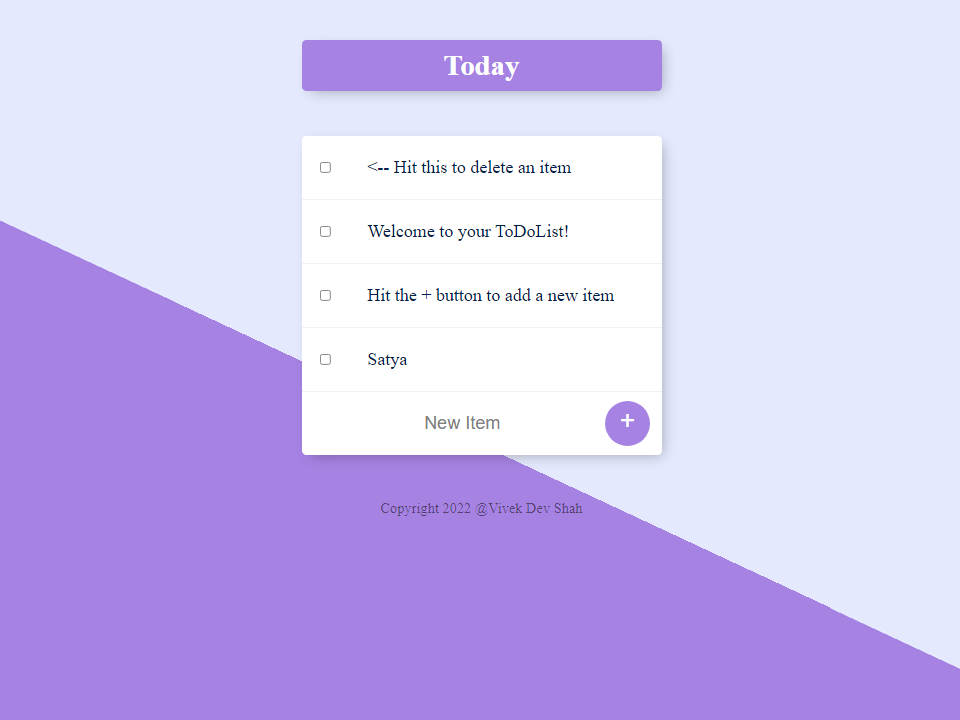 Today
<-- Hit this to delete an item
Welcome to your ToDoList!
Hit the + button to add a new item
Satya
New Item
+
Copyright 2022 @Vivek Dev Shah